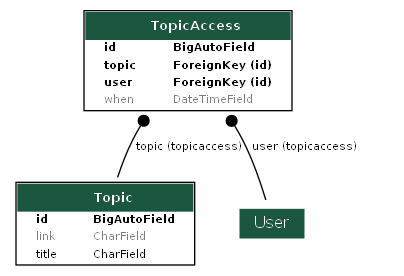 TopicAccess
id BigAutoField
topic ForeignKey (id)
user ForeignKey (id)
when DateTimeField
topic (topicaccess) user (topicaccess)
Topic
id BigAutoField
link CharField
title CharField
User